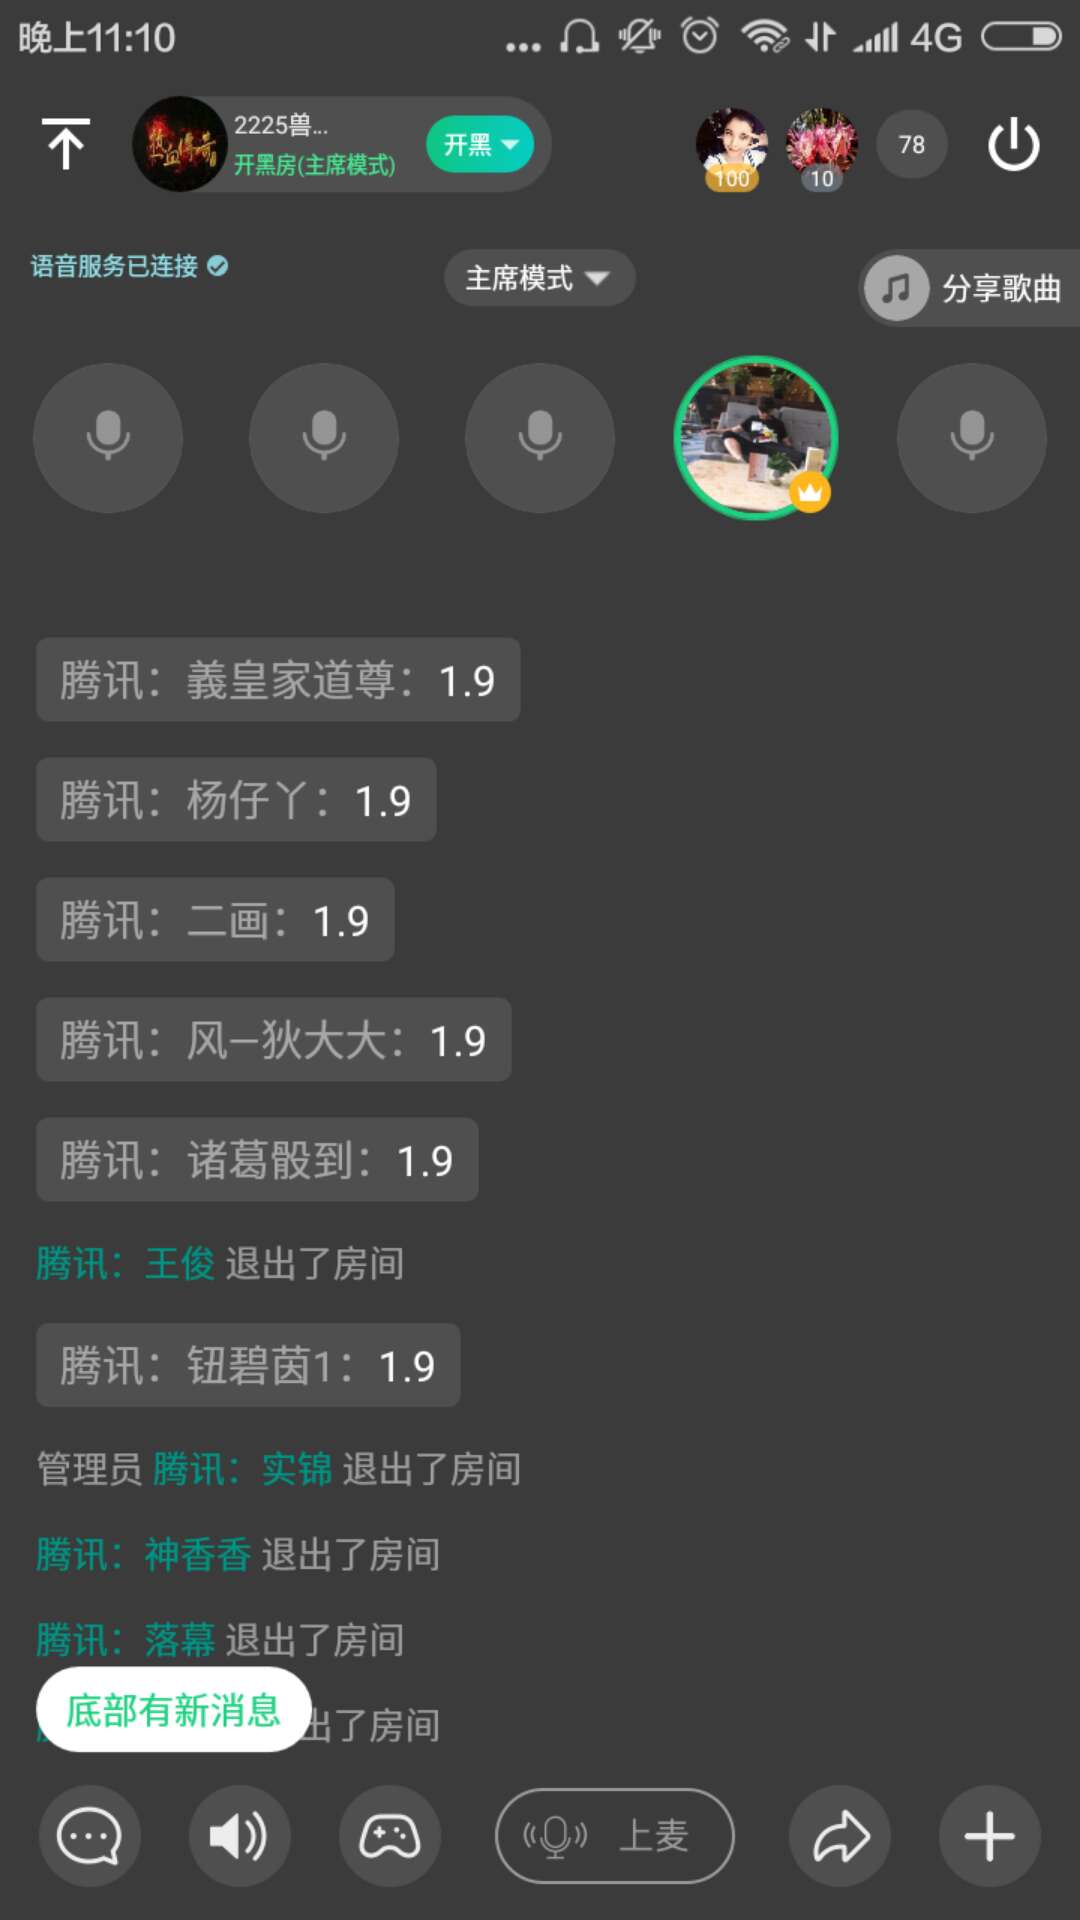 晚上11:10
4G
热血传奇
2225兽...
开黑房(主席模式)
开黑
100
10
78
语音服务已连接
主席模式
分享歌曲
腾讯：義皇家道尊：1.9
腾讯：杨仔丫：1.9
腾讯：二画：1.9
腾讯：风—狄大大：1.9
腾讯：诸葛骰到：1.9
腾讯：王俊 退出了房间
腾讯：钮碧茵1：1.9
管理员 腾讯：实锦 退出了房间
腾讯：神香香 退出了房间
腾讯：落幕 退出了房间
底部有新消息
出了房间
上麦